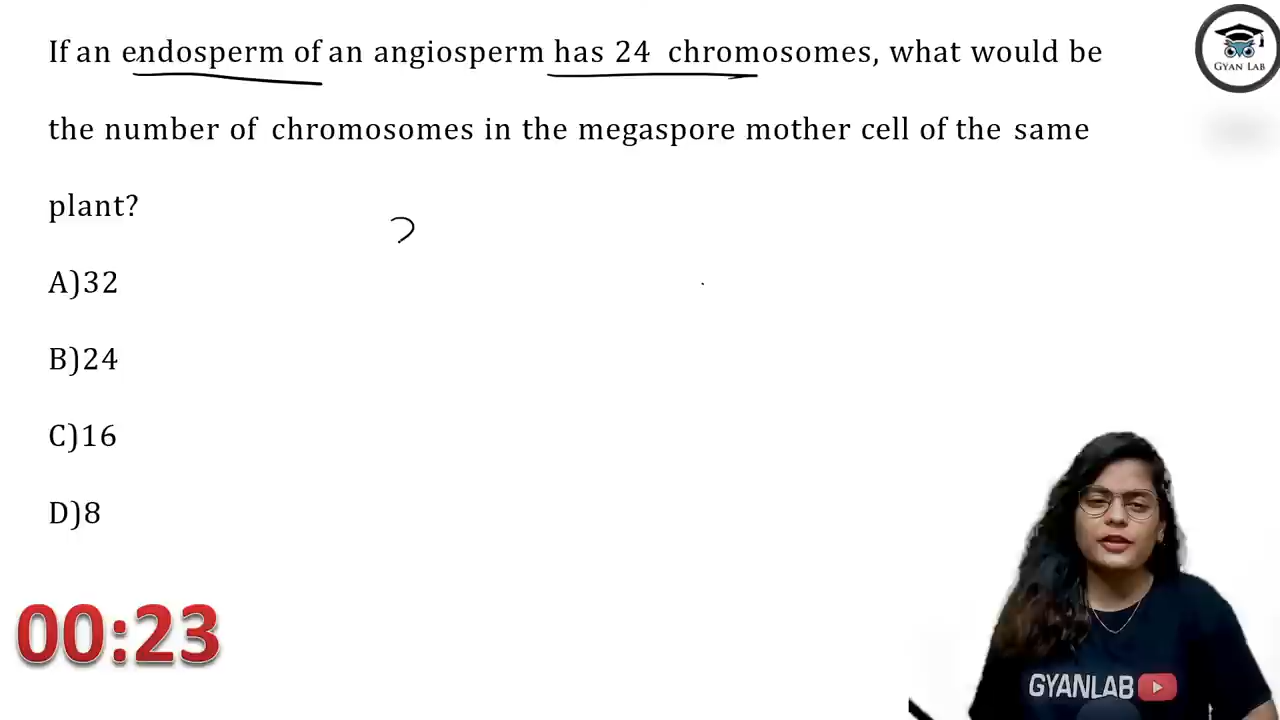 If an endosperm of an angiosperm has 24 chromosomes, what would be
the number of chromosomes in the megaspore mother cell of the same
plant?
A)32
B)24
C)16
D)8
00:23
GYAN LAB
GYANLAB